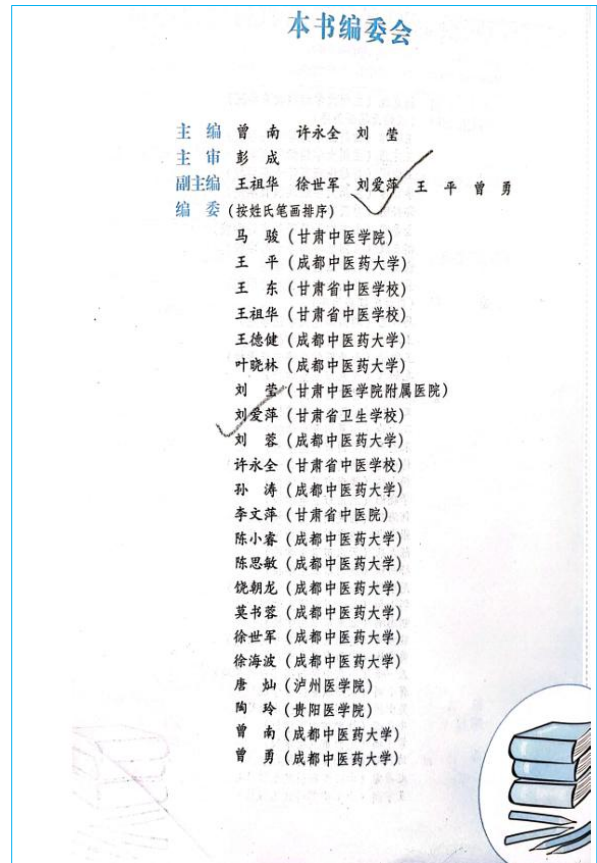 本书编委会
主 编 曾 南 许永全 刘 莹
主 审 彭 成
副主编 王祖华 徐世军 刘爱萍 王 平 曾 勇
编 委 (按姓氏笔画排序)
马 骏 (甘肃中医学院)
王 平 (成都中医药大学)
王 东 (甘肃省中医学校)
王祖华 (甘肃省中医学校)
王德健 (成都中医药大学)
叶晓林 (成都中医药大学)
刘 莹 (甘肃中医学院附属医院)
刘爱萍 (甘肃省卫生学校)
刘 蓉 (成都中医药大学)
许永全 (甘肃省中医学校)
孙 涛 (成都中医药大学)
李文萍 (甘肃省中医院)
陈小睿 (成都中医药大学)
陈思敏 (成都中医药大学)
饶朝龙 (成都中医药大学)
莫书蓉 (成都中医药大学)
徐世军 (成都中医药大学)
徐海波 (成都中医药大学)
唐 灿 (泸州医学院)
陶 玲 (贵阳医学院)
曾 南 (成都中医药大学)
曾 勇 (成都中医药大学)